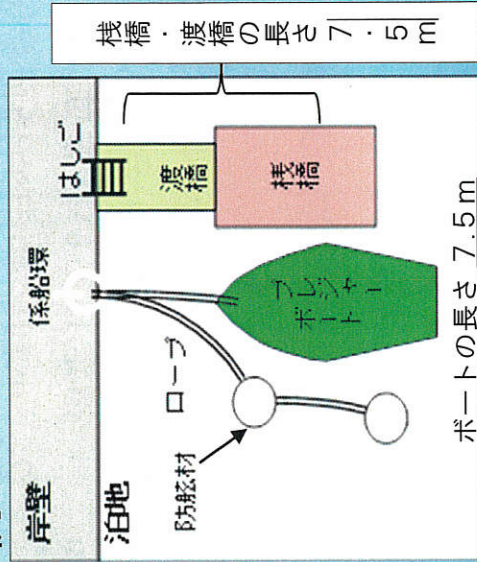 岸壁
泊地
係船環
はしご
渡橋
桟橋
ロープ
防舷材
プレジャー
ボート
ボートの長さ 7.5m
桟橋・渡橋の長さ 7.5m